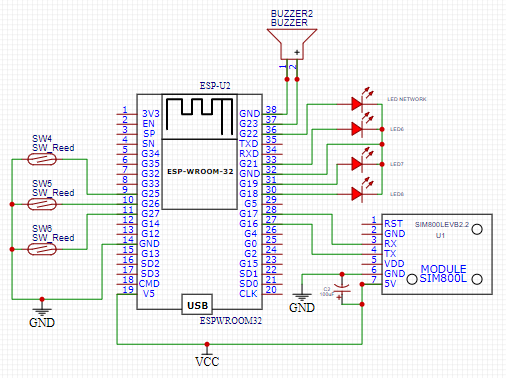 BUZZER2
BUZZER
1
2
+
ESP-U2
ESP-WROOM-32
1 3V3
2 EN
3 SP
4 SN
5 G34
6 G35
7 G32
8 G33
9 G25
10 G26
11 G27
12 G14
14 GND
15 G13
16 SD2
17 SD3
18 CMD
19 V5
GND 38
G23 37
G22 36
TXD 35
RXD 34
G21 33
GND 32
G19 31
G18 30
G5 29
G17 28
G16 27
G4 26
G0 25
G2 24
G15 23
SD1 22
SD0 21
CLK 20
USB
ESPWROOM32
SW4
SW_Reed
SW5
SW_Reed
SW6
SW_Reed
GND
LED NETWORK
LED6
LED7
LED8
SIM800LEVB2.2
U1
1 RST
2 GND
3 RX
4 TX
5 VDD
6 GND
7 5V
MODULE
SIM800L
C2
100uF
+
GND
VCC